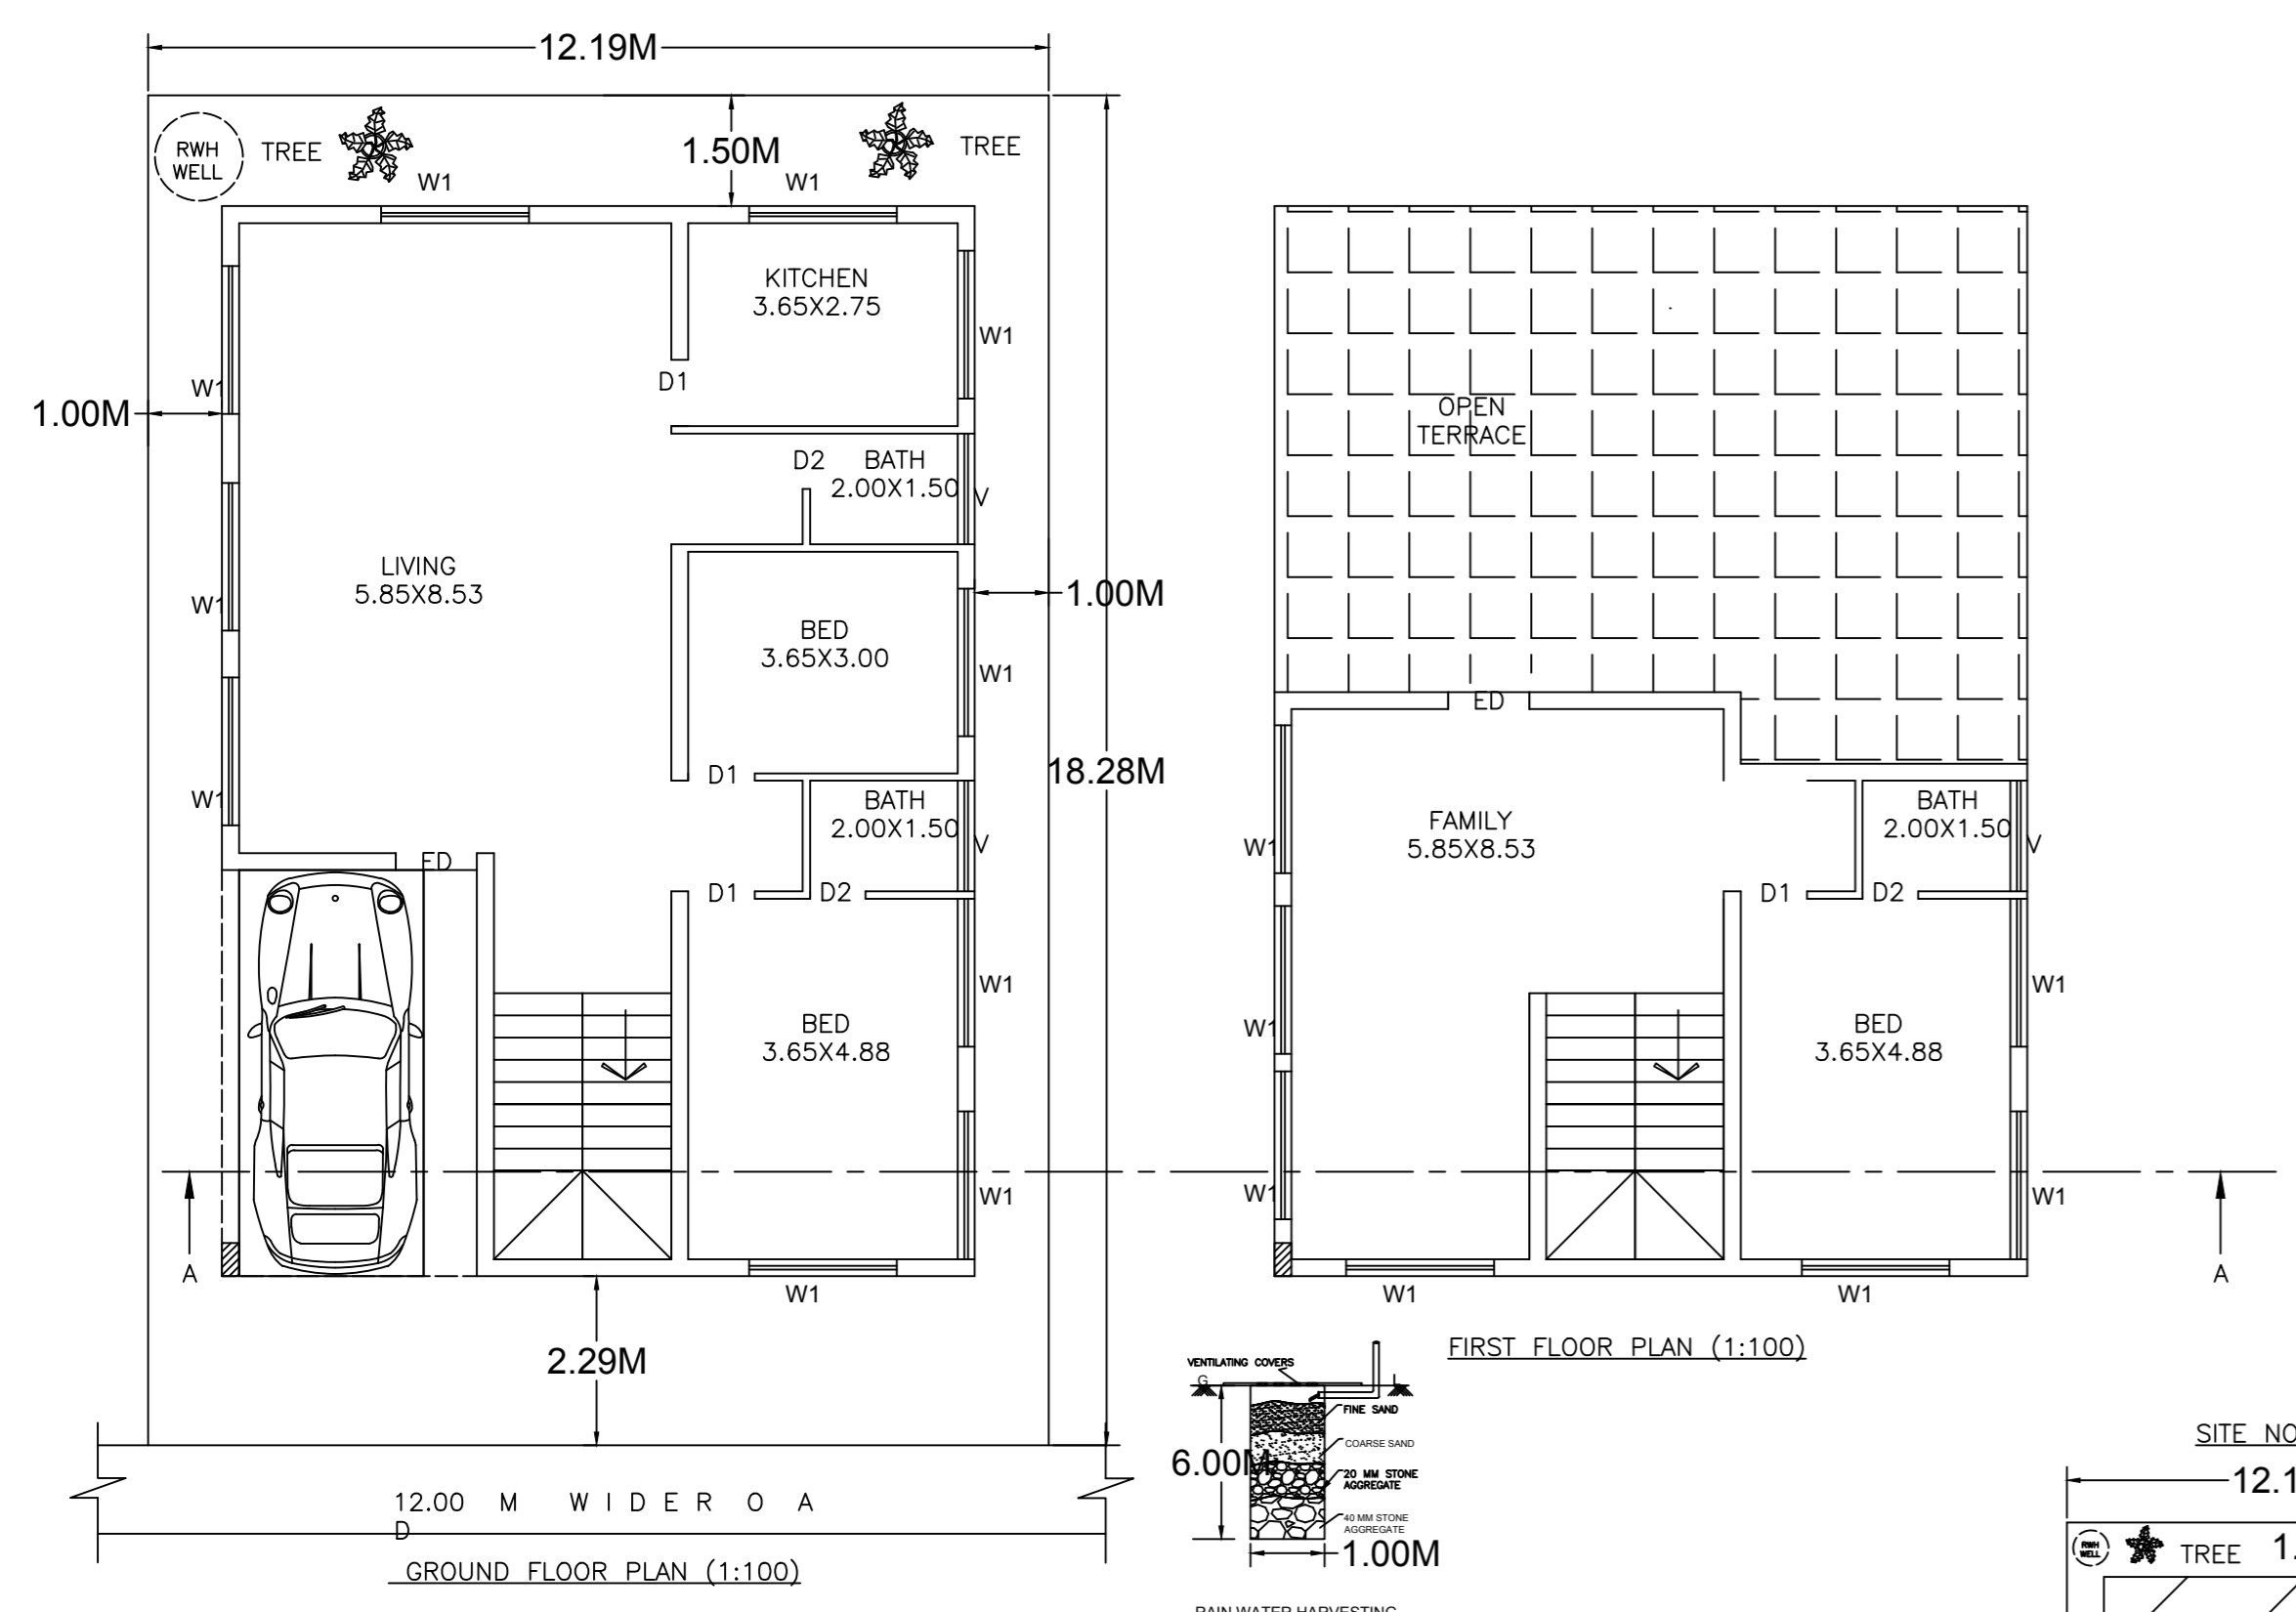 12.19M
RWH
WELL
TREE
1.50M
TREE
W1
W1
KITCHEN
3.65X2.75
W1
D1
W1
1.00M
D2
BATH
2.00X1.50
V
LIVING
5.85X8.53
1.00M
W1
BED
3.65X3.00
W1
D1
18.28M
W1
BATH
2.00X1.50
V
ED
D1
D2
W1
BED
3.65X4.88
W1
A
W1
2.29M
12.00 M W I D E R O A
D
GROUND FLOOR PLAN (1:100)
OPEN
TERRACE
ED
FAMILY
5.85X8.53
BATH
2.00X1.50
V
W1
D1
D2
W1
W1
BED
3.65X4.88
W1
W1
A
W1
W1
FIRST FLOOR PLAN (1:100)
VENTILATING COVERS
G
L
FINE SAND
COARSE SAND
6.00M
20 MM STONE
AGGREGATE
40 MM STONE
AGGREGATE
1.00M
RAIN WATER HARVESTING
SITE NO
12.1
RWH
WELL
TREE
1.